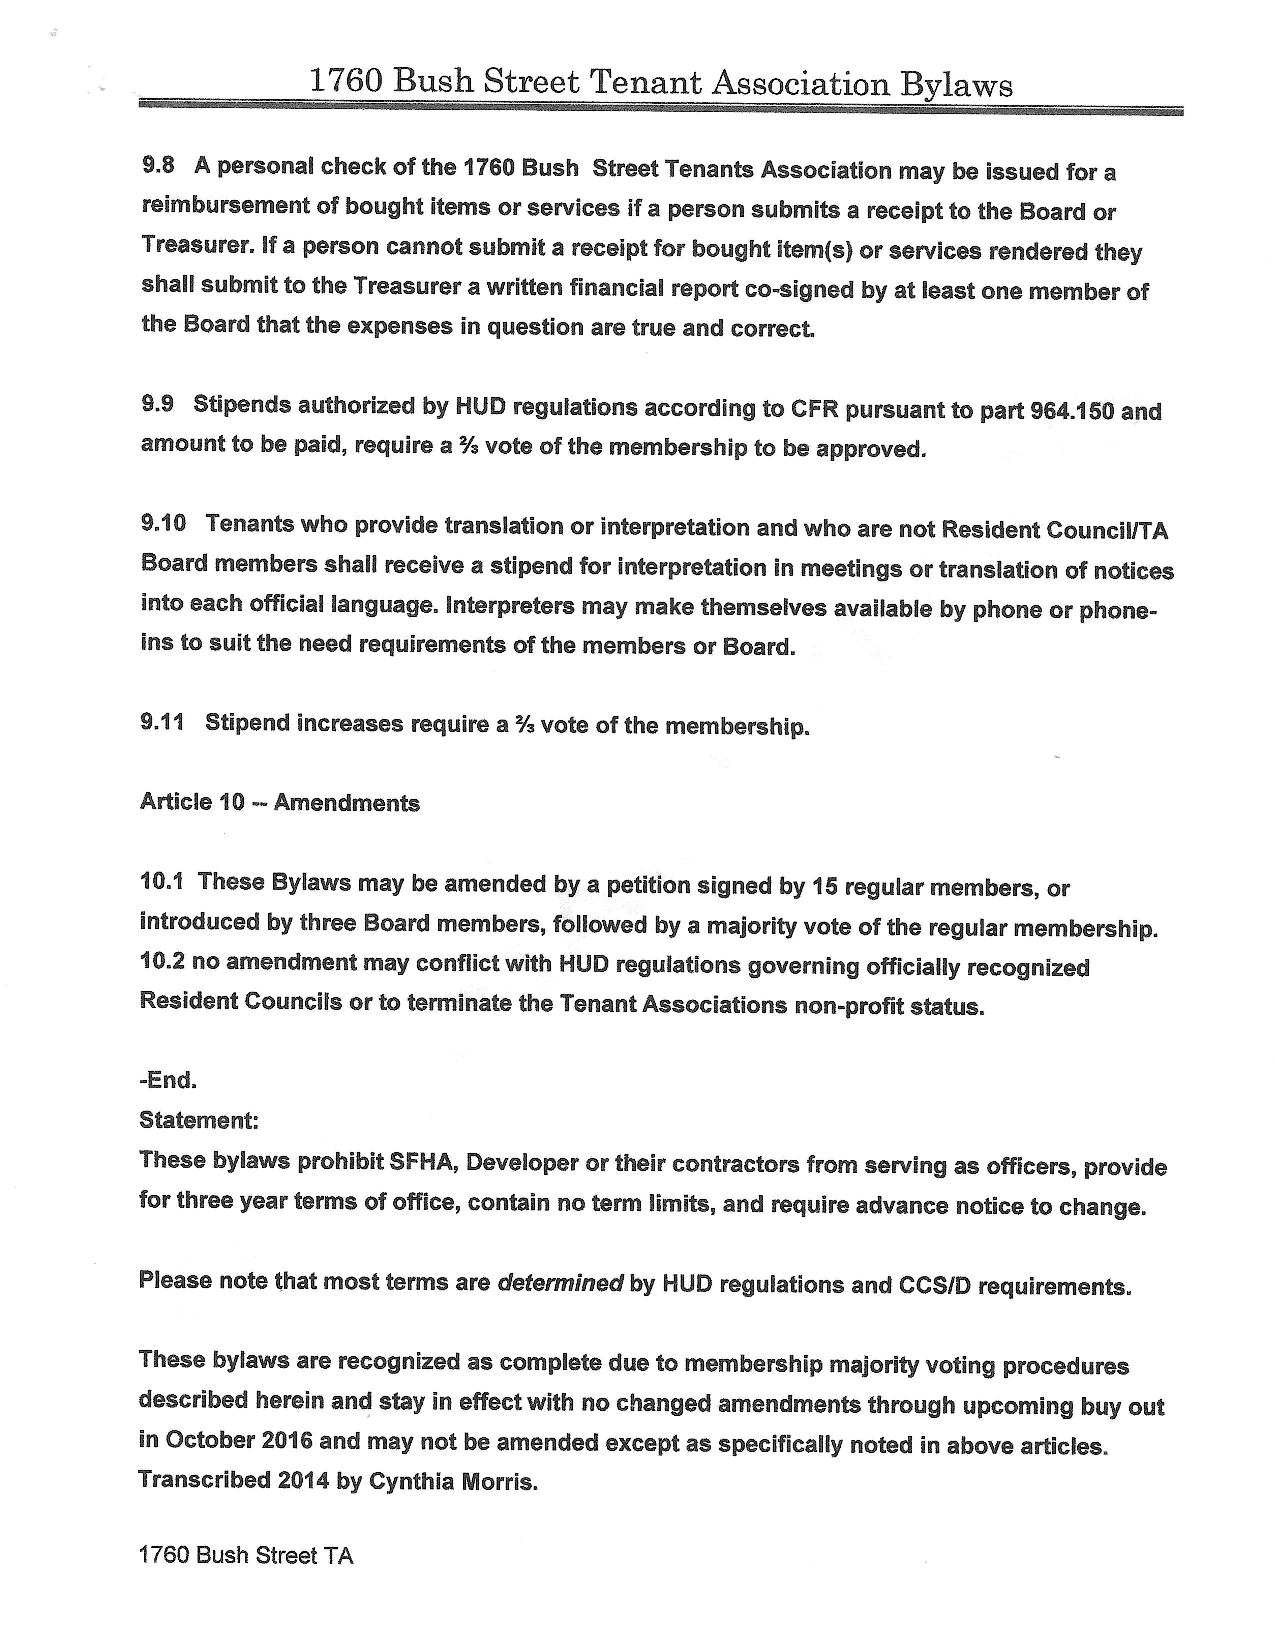 1760 Bush Street Tenant Association Bylaws
9.8 A personal check of the 1760 Bush Street Tenants Association may be issued for a
reimbursement of bought items or services if a person submits a receipt to the Board or
Treasurer. If a person cannot submit a receipt for bought item(s) or services rendered they
shall submit to the Treasurer a written financial report co-signed by at least one member of
the Board that the expenses in question are true and correct.
9.9 Stipends authorized by HUD regulations according to CFR pursuant to part 964.150 and
amount to be paid, require a ⅔ vote of the membership to be approved.
9.10 Tenants who provide translation or interpretation and who are not Resident Council/TA
Board members shall receive a stipend for interpretation in meetings or translation of notices
into each official language. Interpreters may make themselves available by phone or phone-
ins to suit the need requirements of the members or Board.
9.11 Stipend increases require a ⅔ vote of the membership.
Article 10 -- Amendments
10.1 These Bylaws may be amended by a petition signed by 15 regular members, or
introduced by three Board members, followed by a majority vote of the regular membership.
10.2 no amendment may conflict with HUD regulations governing officially recognized
Resident Councils or to terminate the Tenant Associations non-profit status.
-End.
Statement:
These bylaws prohibit SFHA, Developer or their contractors from serving as officers, provide
for three year terms of office, contain no term limits, and require advance notice to change.
Please note that most terms are determined by HUD regulations and CCS/D requirements.
These bylaws are recognized as complete due to membership majority voting procedures
described herein and stay in effect with no changed amendments through upcoming buy out
in October 2016 and may not be amended except as specifically noted in above articles.
Transcribed 2014 by Cynthia Morris.
1760 Bush Street TA